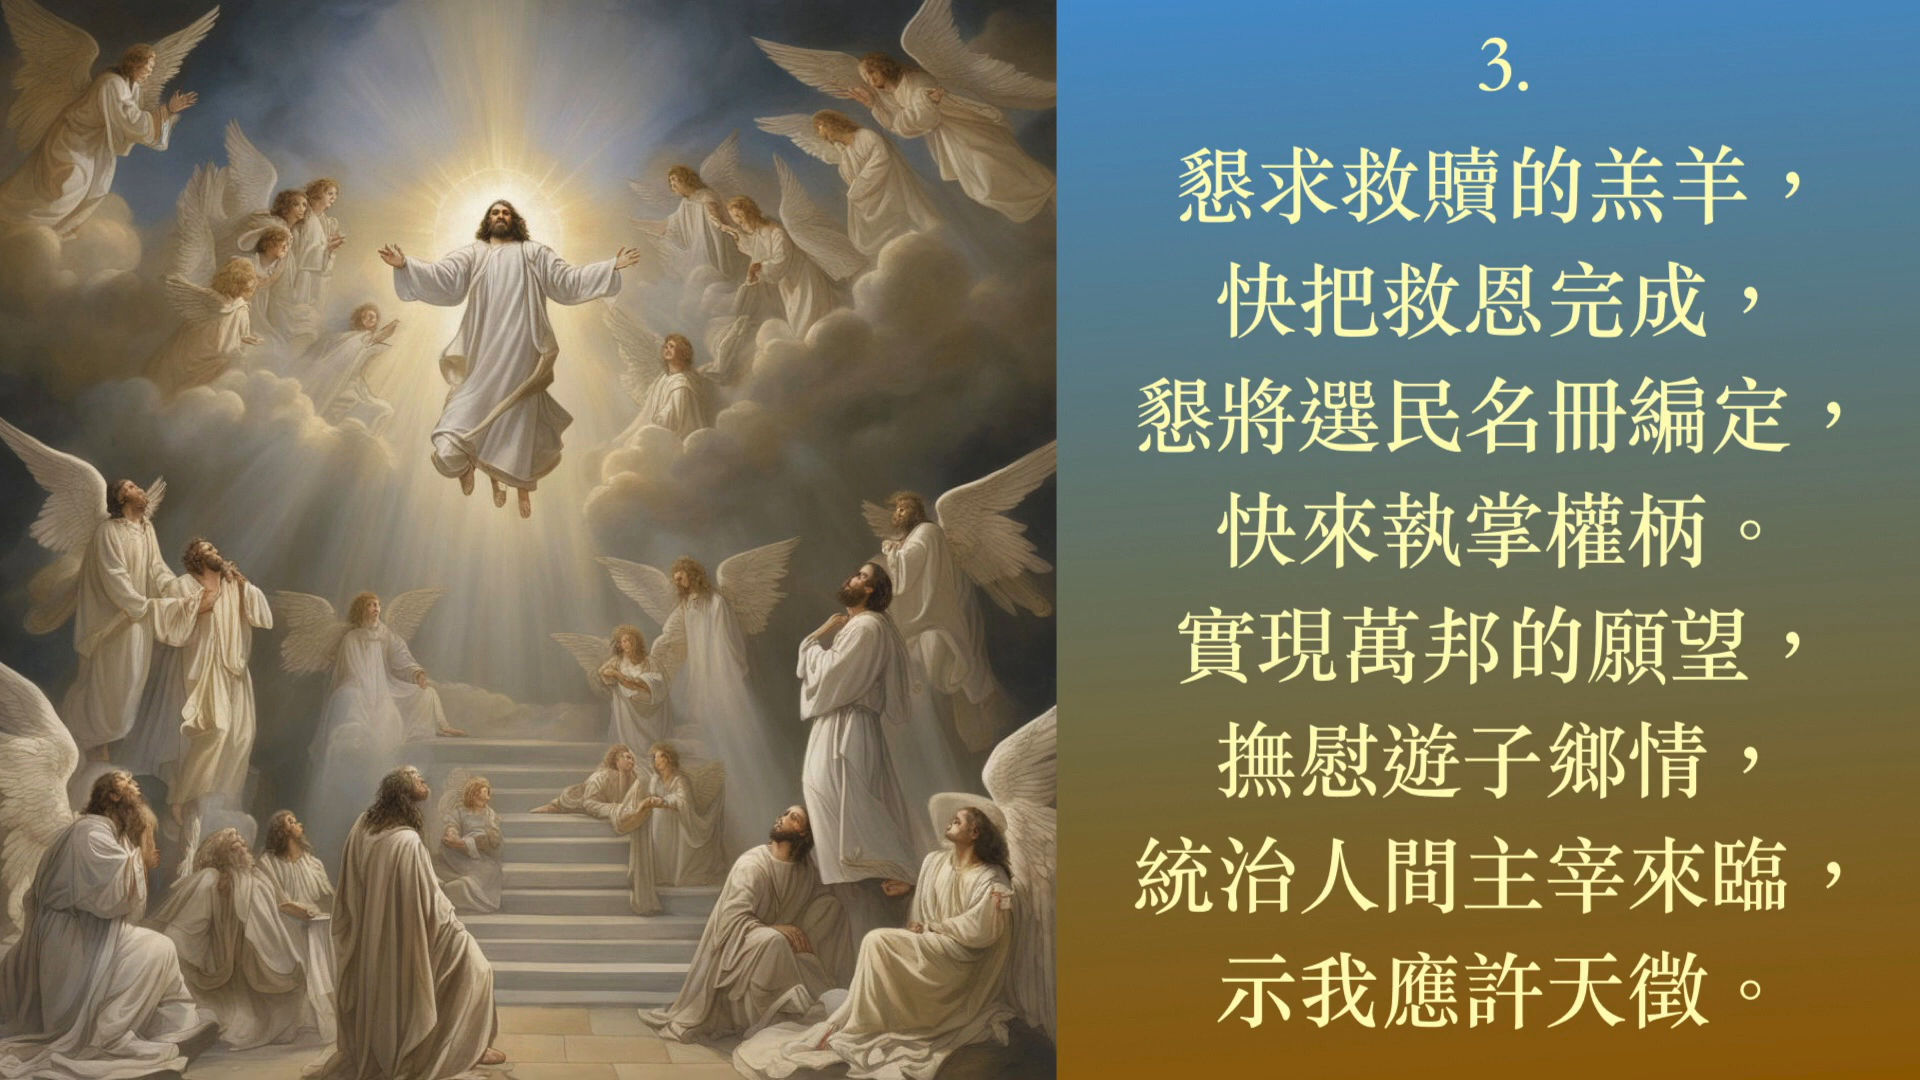 3.
懇求救贖的羔羊，
快把救恩完成，
懇將選民名冊編定，
快來執掌權柄。
實現萬邦的願望，
撫慰遊子鄉情，
統治人間主宰來臨，
示我應許天徵。